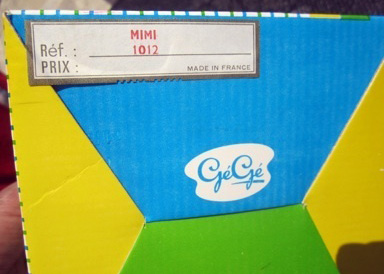 MIMI
Réf. : 1012
PRIX :
MADE IN FRANCE
GéGé